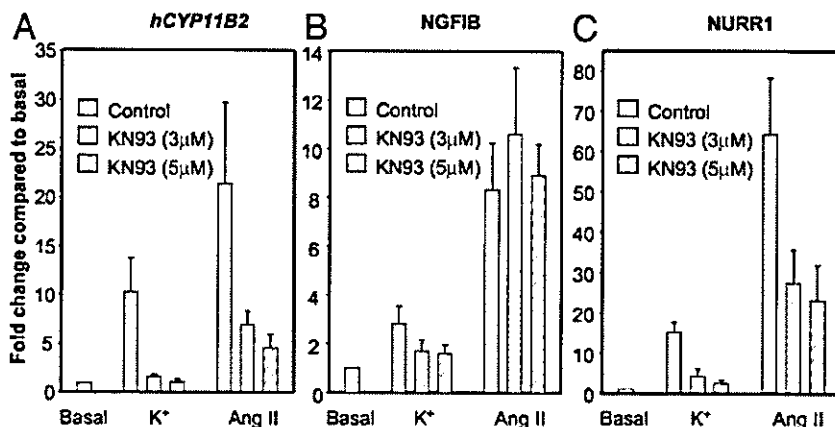 A hCYP11B2
Fold change compared to basal
35
30
25
20
15
10
5
0
Control
KN93 (3μM)
KN93 (5μM)
Basal K+ Ang II
B NGFIB
14
12
10
8
6
4
2
0
Control
KN93 (3μM)
KN93 (5μM)
Basal K+ Ang II
C NURR1
80
70
60
50
40
30
20
10
0
Control
KN93 (3μM)
KN93 (5μM)
Basal K+ Ang II